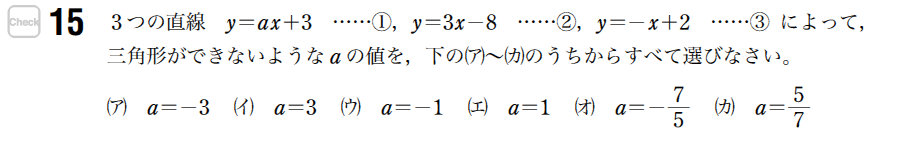 Check 15 3つの直線 y=ax+3 ……①, y=3x−8 ……②, y=−x+2 ……③ によって,
三角形ができないような a の値を, 下の㋐〜㋕のうちからすべて選びなさい。
㋐ a=−3 ㋑ a=3 ㋒ a=−1 ㋓ a=1 ㋔ a=−7/5 ㋕ a=5/7